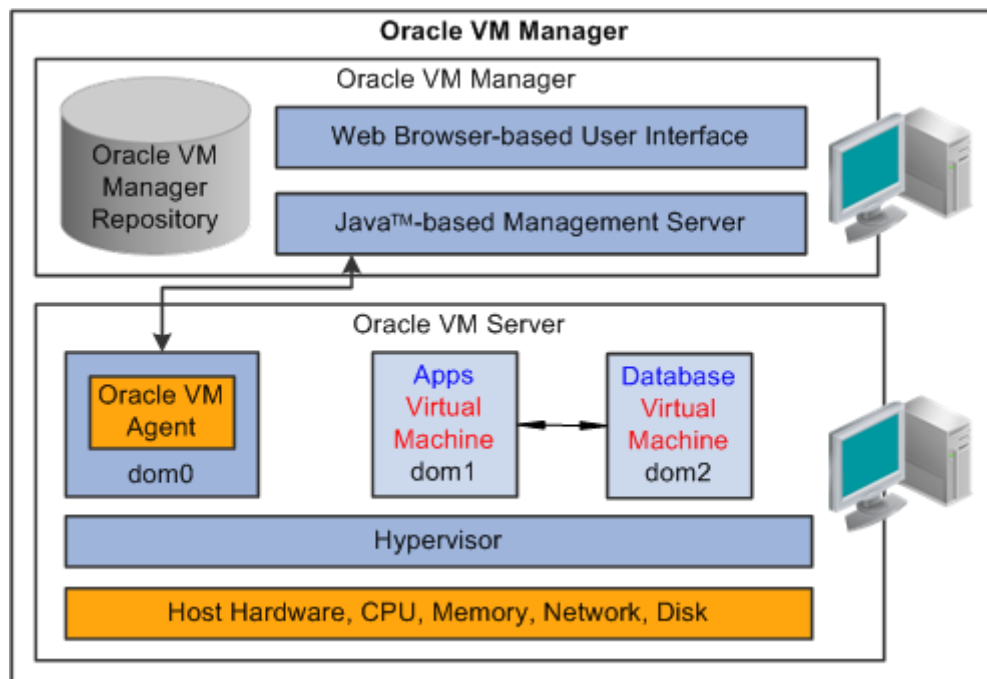 Oracle VM Manager
Oracle VM Manager
Oracle VM
Manager
Repository
Web Browser-based User Interface
Java™-based Management Server
Oracle VM Server
Oracle VM
Agent
dom0
Apps
Virtual
Machine
dom1
Database
Virtual
Machine
dom2
Hypervisor
Host Hardware, CPU, Memory, Network, Disk